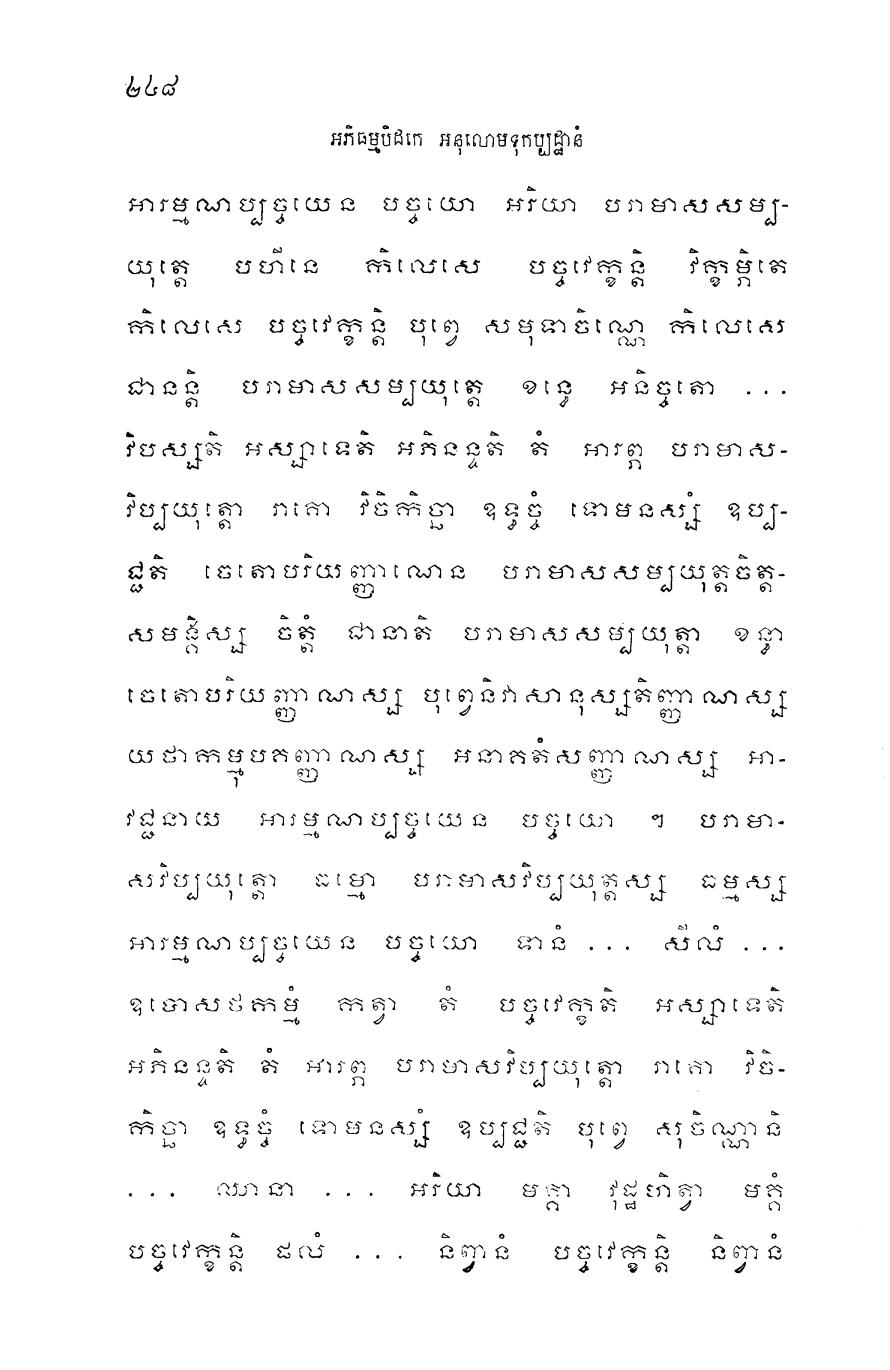 ២៤៨
អភិធម្មបិដកេ អនុលោមទុកប្បដ្ឋានំ
អារម្មណប្បច្ចយេន បច្ចយោ អរិយា បរាមាសសម្ប-
យុត្តេ បហីនេ កិលេសេ បច្ចវេក្ខន្តិ វិក្ខម្ភិតេ
កិលេសេ បច្ចវេក្ខន្តិ បុព្វេ សមុទាចិណ្ណេ កិលេសេ
ជានន្តិ បរាមាសសម្បយុត្តេ ខន្ធេ អនិច្ចតោ ...
វិបស្សតិ អស្សាទេតិ អភិនន្ទតិ តំ អារព្ភ បរាមាស-
វិប្បយុត្តោ រាគោ វិចិកិច្ឆា ឧទ្ធច្ចំ ទោមនស្សំ ឧប្ប-
ជ្ជតិ ចេតោបរិយញ្ញាណេន បរាមាសសម្បយុត្តចិត្ត-
សមង្គិស្ស ចិត្តំ ជានាតិ បរាមាសសម្បយុត្តា ខន្ធា
ចេតោបរិយញ្ញាណស្ស បុព្វេនិវាសានុស្សតិញ្ញាណស្ស
យថាកម្មុបគញ្ញាណស្ស អនាគតំសញ្ញាណស្ស អា-
វជ្ជនាយ អារម្មណប្បច្ចយេន បច្ចយោ ។ បរាមា-
សវិប្បយុត្តោ ធម្មោ បរាមាសវិប្បយុត្តស្ស ធម្មស្ស
អារម្មណប្បច្ចយេន បច្ចយោ ទានំ ... សីលំ ...
ឧបោសថកម្មំ កត្វា តំ បច្ចវេក្ខតិ អស្សាទេតិ
អភិនន្ទតិ តំ អារព្ភ បរាមាសវិប្បយុត្តោ រាគោ វិចិ-
កិច្ឆា ឧទ្ធច្ចំ ទោមនស្សំ ឧប្បជ្ជតិ បុព្វេ សុចិណ្ណានិ
... ឈានា ... អរិយា មគ្គា វុដ្ឋហិត្វា មគ្គំ
បច្ចវេក្ខន្តិ ផលំ ... និព្វានំ បច្ចវេក្ខន្តិ និព្វានំ